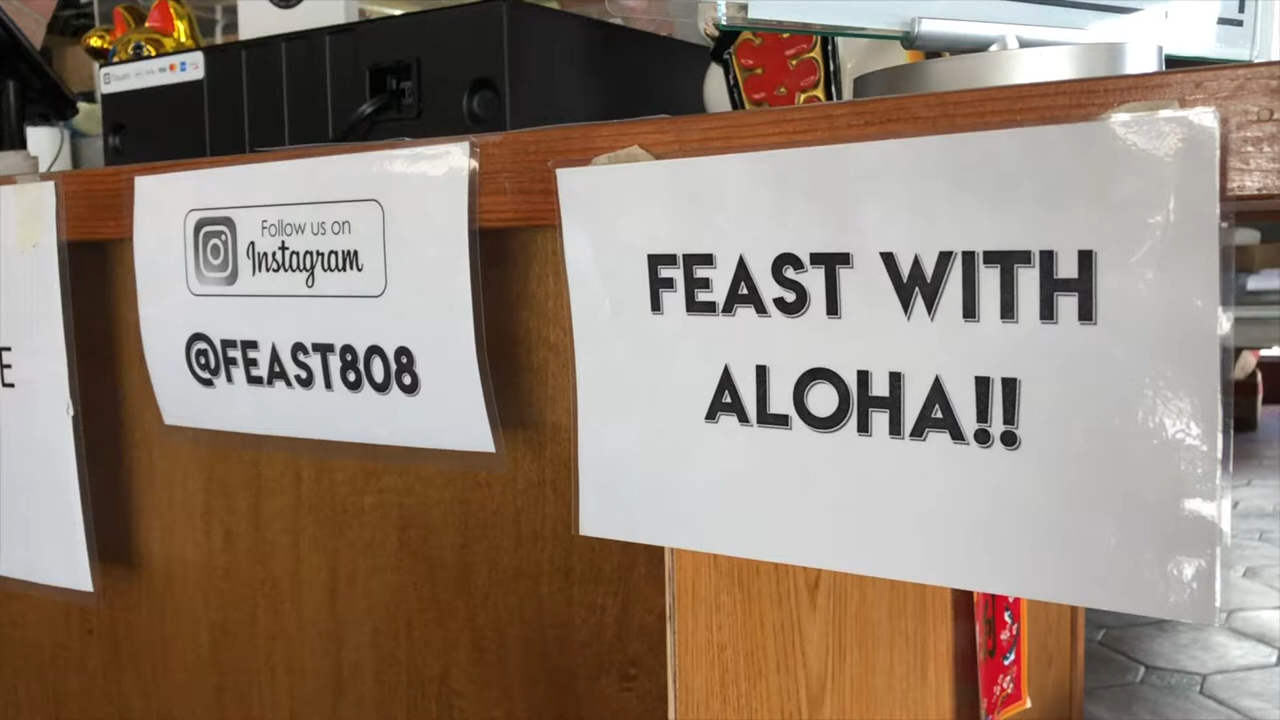 E
Follow us on
Instagram
@FEAST808
FEAST WITH
ALOHA!!